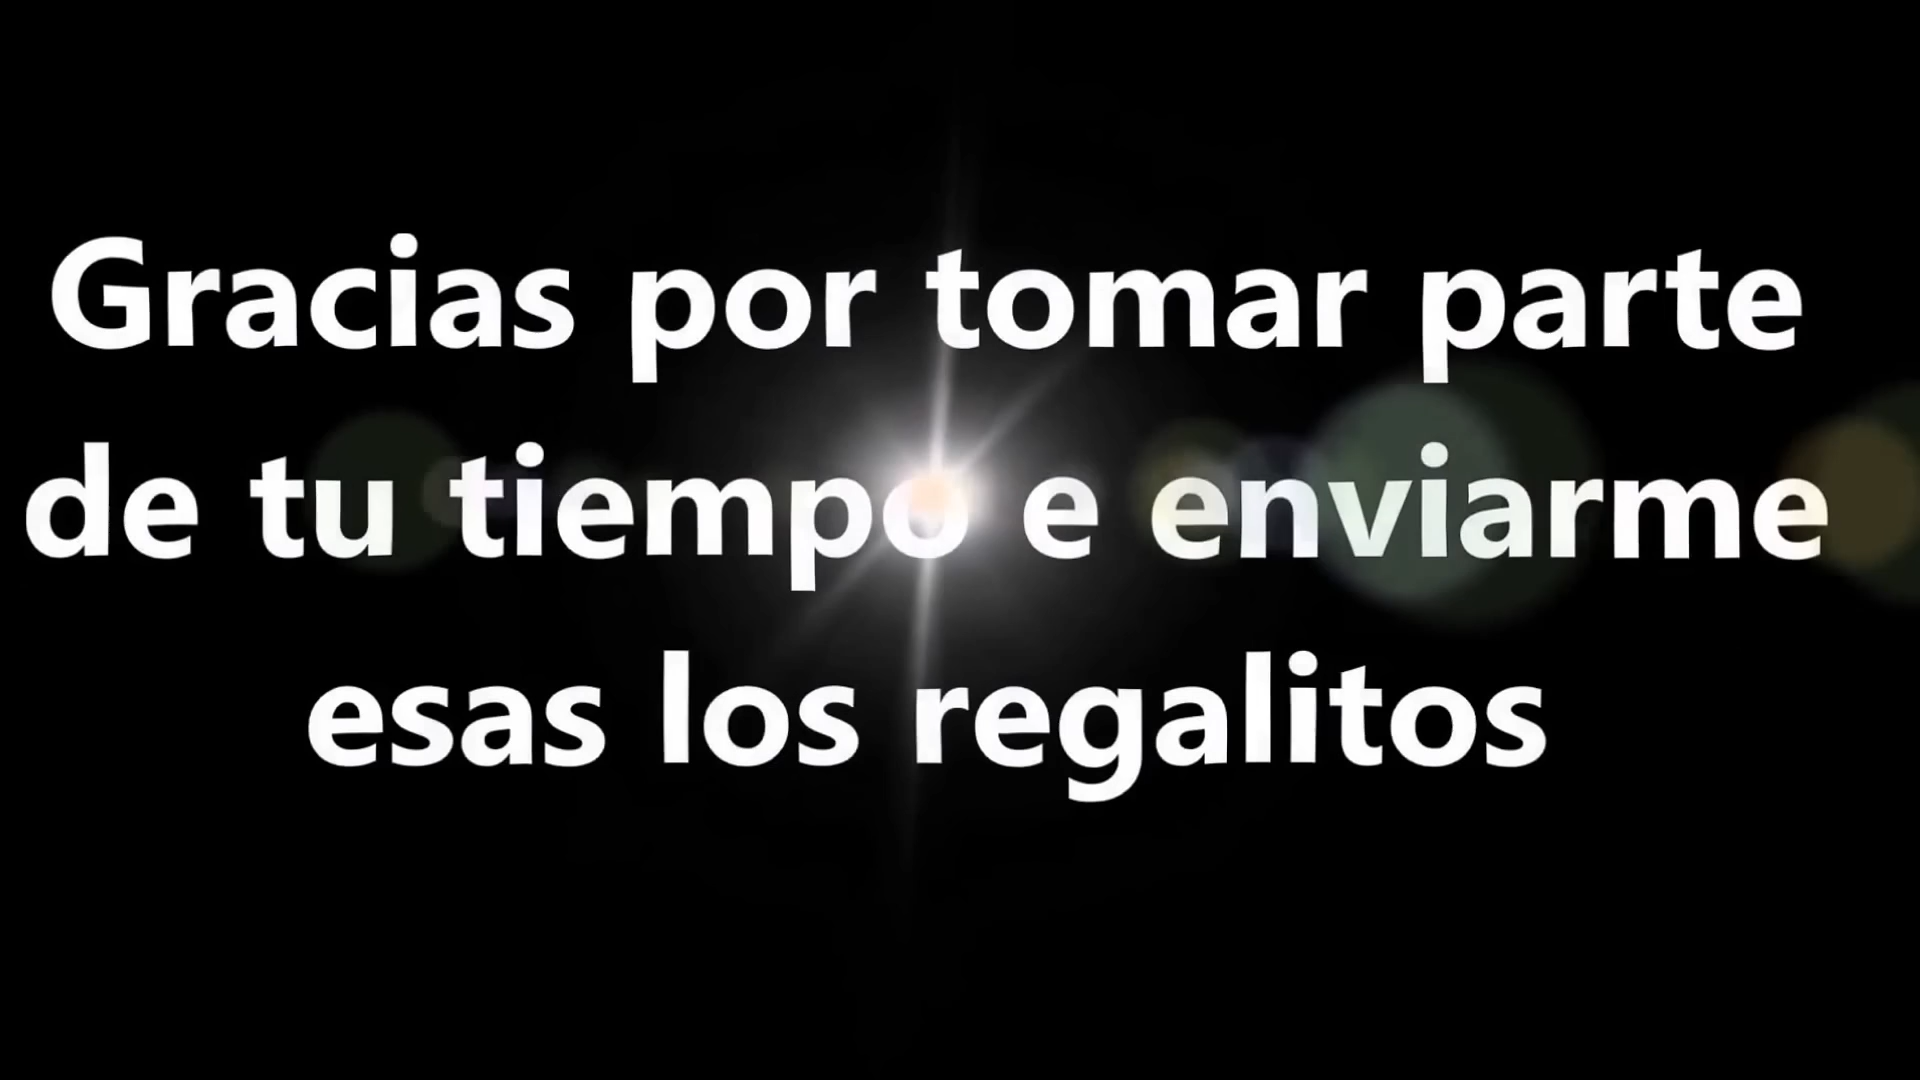 Gracias por tomar parte
de tu tiempo e enviarme
esas los regalitos